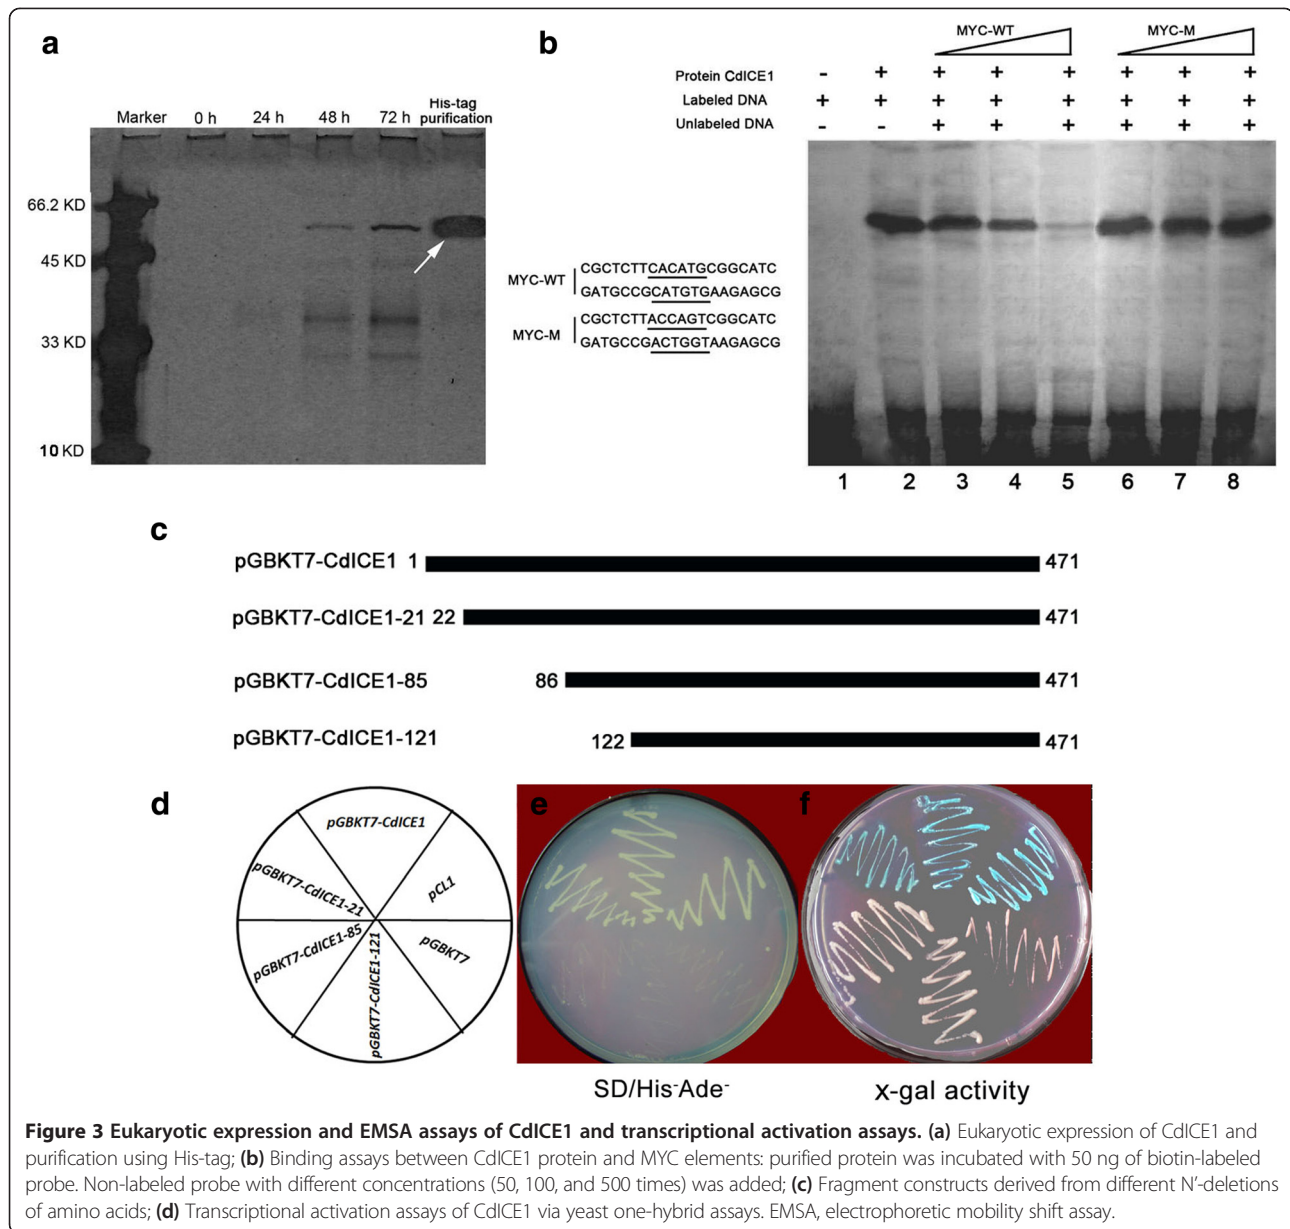 a
Marker 0 h 24 h 48 h 72 h His-tag purification
66.2 KD
45 KD
33 KD
10 KD
b
MYC-WT MYC-M
Protein CdICE1 - + + + + + + +
Labeled DNA + + + + + + + +
Unlabeled DNA - - + + + + + +
MYC-WT
CGCTCTTCACATGCGGCATC
GATGCCGCATGTGAAGAGCG
MYC-M
CGCTCTTACCAGTCGGCATC
GATGCCGACTGGTAAGAGCG
1 2 3 4 5 6 7 8
c
pGBKT7-CdICE1 1 471
pGBKT7-CdICE1-21 22 471
pGBKT7-CdICE1-85 86 471
pGBKT7-CdICE1-121 122 471
d
pGBKT7-CdICE1
pGBKT7-CdICE1-21
pCL1
pGBKT7-CdICE1-85
pGBKT7
pGBKT7-CdICE1-121
e
f
SD/His⁻Ade⁻
x-gal activity
Figure 3 Eukaryotic expression and EMSA assays of CdICE1 and transcriptional activation assays. (a) Eukaryotic expression of CdICE1 and
purification using His-tag; (b) Binding assays between CdICE1 protein and MYC elements: purified protein was incubated with 50 ng of biotin-labeled
probe. Non-labeled probe with different concentrations (50, 100, and 500 times) was added; (c) Fragment constructs derived from different N′-deletions
of amino acids; (d) Transcriptional activation assays of CdICE1 via yeast one-hybrid assays. EMSA, electrophoretic mobility shift assay.